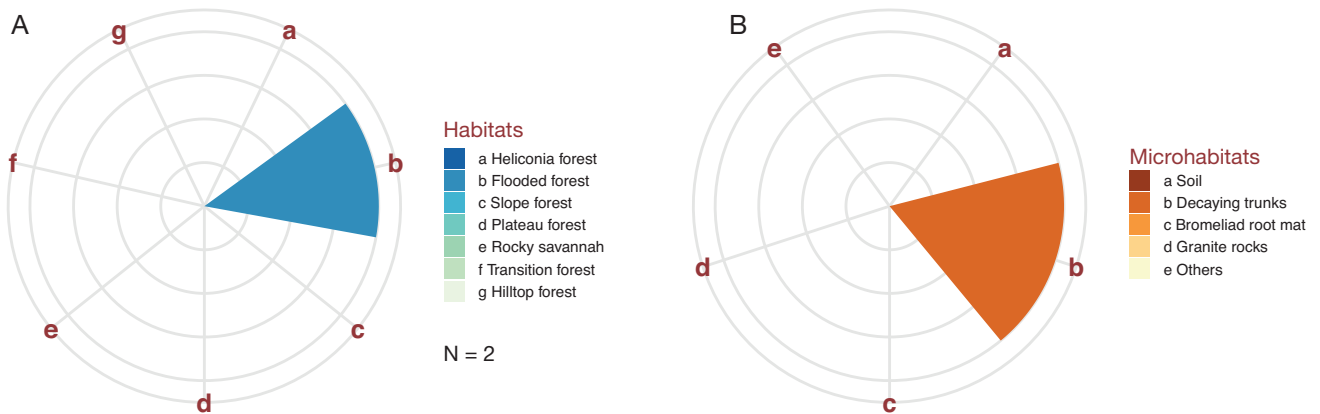 A
g
a
f
b
e
c
d
Habitats
a Heliconia forest
b Flooded forest
c Slope forest
d Plateau forest
e Rocky savannah
f Transition forest
g Hilltop forest
N = 2
B
e
a
d
b
c
Microhabitats
a Soil
b Decaying trunks
c Bromeliad root mat
d Granite rocks
e Others